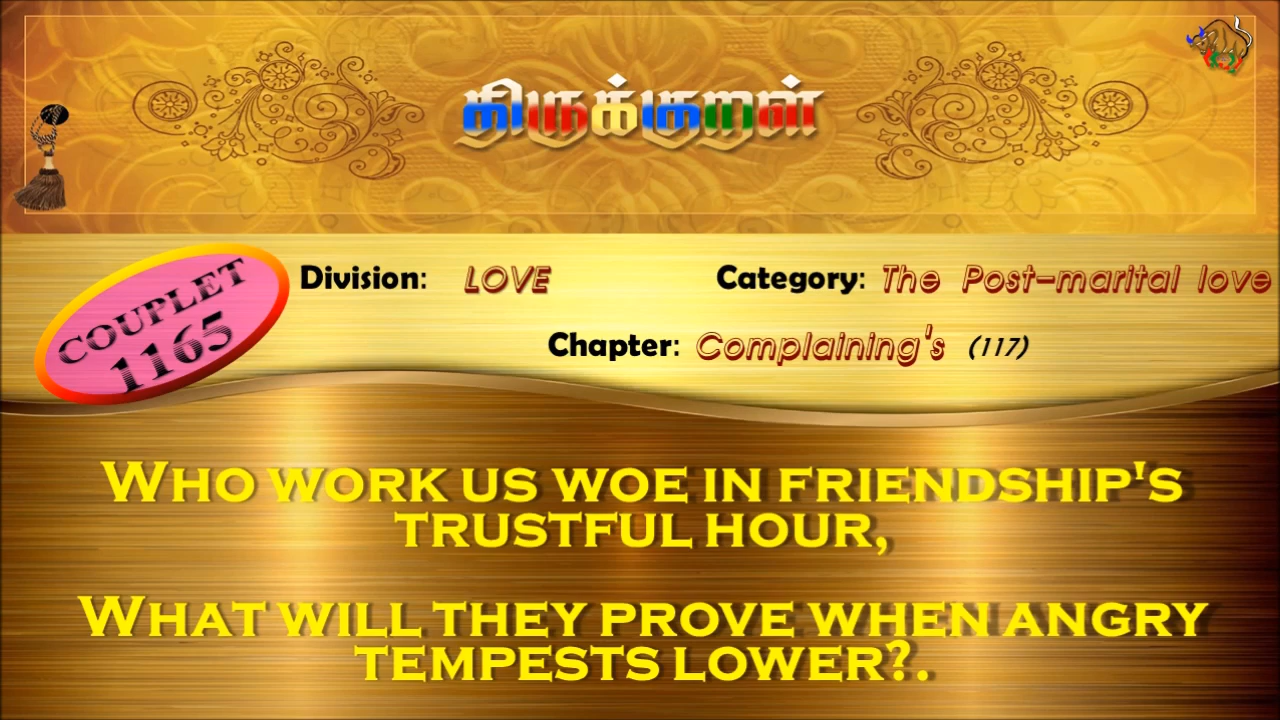 திருக்குறள்
COUPLET
1165
Division: LOVE Category: The Post-marital love
Chapter: Complaining's (117)
WHO WORK US WOE IN FRIENDSHIP'S
TRUSTFUL HOUR,
WHAT WILL THEY PROVE WHEN ANGRY
TEMPESTS LOWER?.